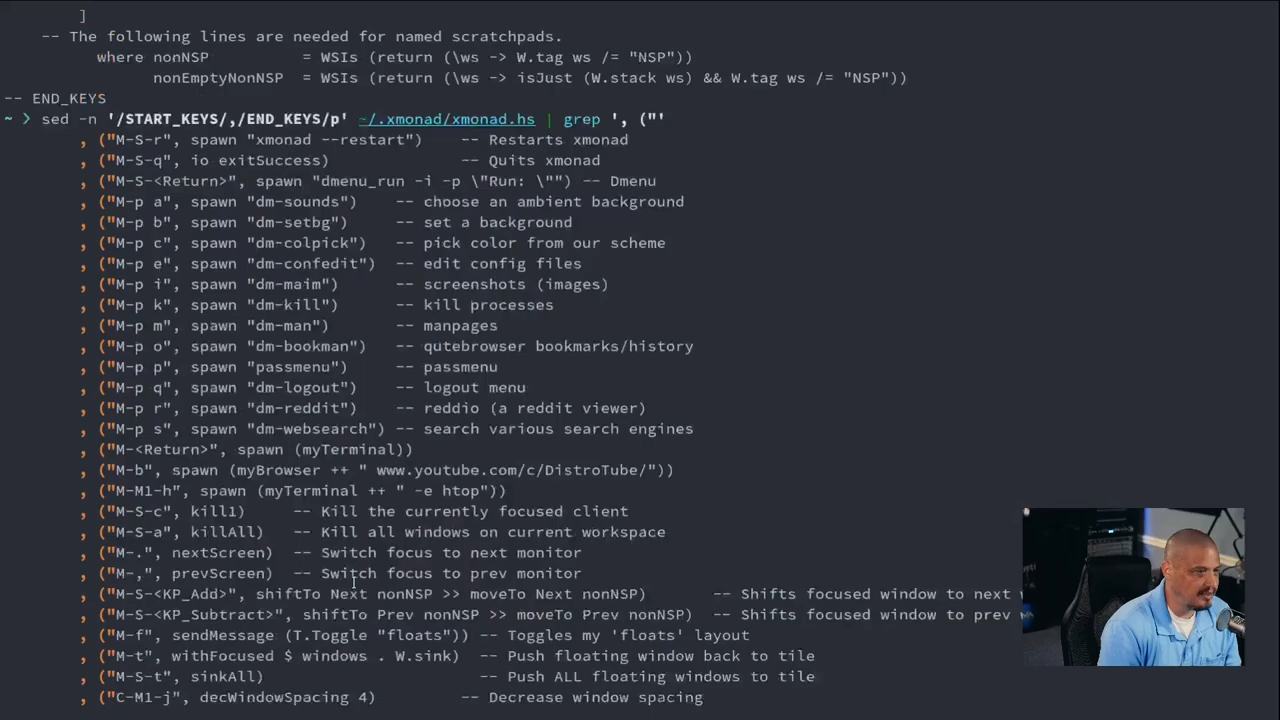 ]
-- The following lines are needed for named scratchpads.
where nonNSP          = WSIs (return (\ws -> W.tag ws /= "NSP"))
nonEmptyNonNSP  = WSIs (return (\ws -> isJust (W.stack ws) && W.tag ws /= "NSP"))
-- END_KEYS
~ > sed -n '/START_KEYS/,/END_KEYS/p' ~/.xmonad/xmonad.hs | grep ', ("'
, ("M-S-r", spawn "xmonad --restart")    -- Restarts xmonad
, ("M-S-q", io exitSuccess)              -- Quits xmonad
, ("M-S-<Return>", spawn "dmenu_run -i -p \"Run: \"") -- Dmenu
, ("M-p a", spawn "dm-sounds")    -- choose an ambient background
, ("M-p b", spawn "dm-setbg")     -- set a background
, ("M-p c", spawn "dm-colpick")   -- pick color from our scheme
, ("M-p e", spawn "dm-confedit")  -- edit config files
, ("M-p i", spawn "dm-maim")      -- screenshots (images)
, ("M-p k", spawn "dm-kill")      -- kill processes
, ("M-p m", spawn "dm-man")       -- manpages
, ("M-p o", spawn "dm-bookman")   -- qutebrowser bookmarks/history
, ("M-p p", spawn "passmenu")     -- passmenu
, ("M-p q", spawn "dm-logout")    -- logout menu
, ("M-p r", spawn "dm-reddit")    -- reddio (a reddit viewer)
, ("M-p s", spawn "dm-websearch") -- search various search engines
, ("M-<Return>", spawn (myTerminal))
, ("M-b", spawn (myBrowser ++ " www.youtube.com/c/DistroTube/"))
, ("M-M1-h", spawn (myTerminal ++ " -e htop"))
, ("M-S-c", kill1)     -- Kill the currently focused client
, ("M-S-a", killAll)   -- Kill all windows on current workspace
, ("M-.", nextScreen)  -- Switch focus to next monitor
, ("M-,", prevScreen)  -- Switch focus to prev monitor
, ("M-S-<KP_Add>", shiftTo Next nonNSP >> moveTo Next nonNSP)       -- Shifts focused window to next
, ("M-S-<KP_Subtract>", shiftTo Prev nonNSP >> moveTo Prev nonNSP)  -- Shifts focused window to prev
, ("M-f", sendMessage (T.Toggle "floats")) -- Toggles my 'floats' layout
, ("M-t", withFocused $ windows . W.sink)  -- Push floating window back to tile
, ("M-S-t", sinkAll)                       -- Push ALL floating windows to tile
, ("C-M1-j", decWindowSpacing 4)         -- Decrease window spacing